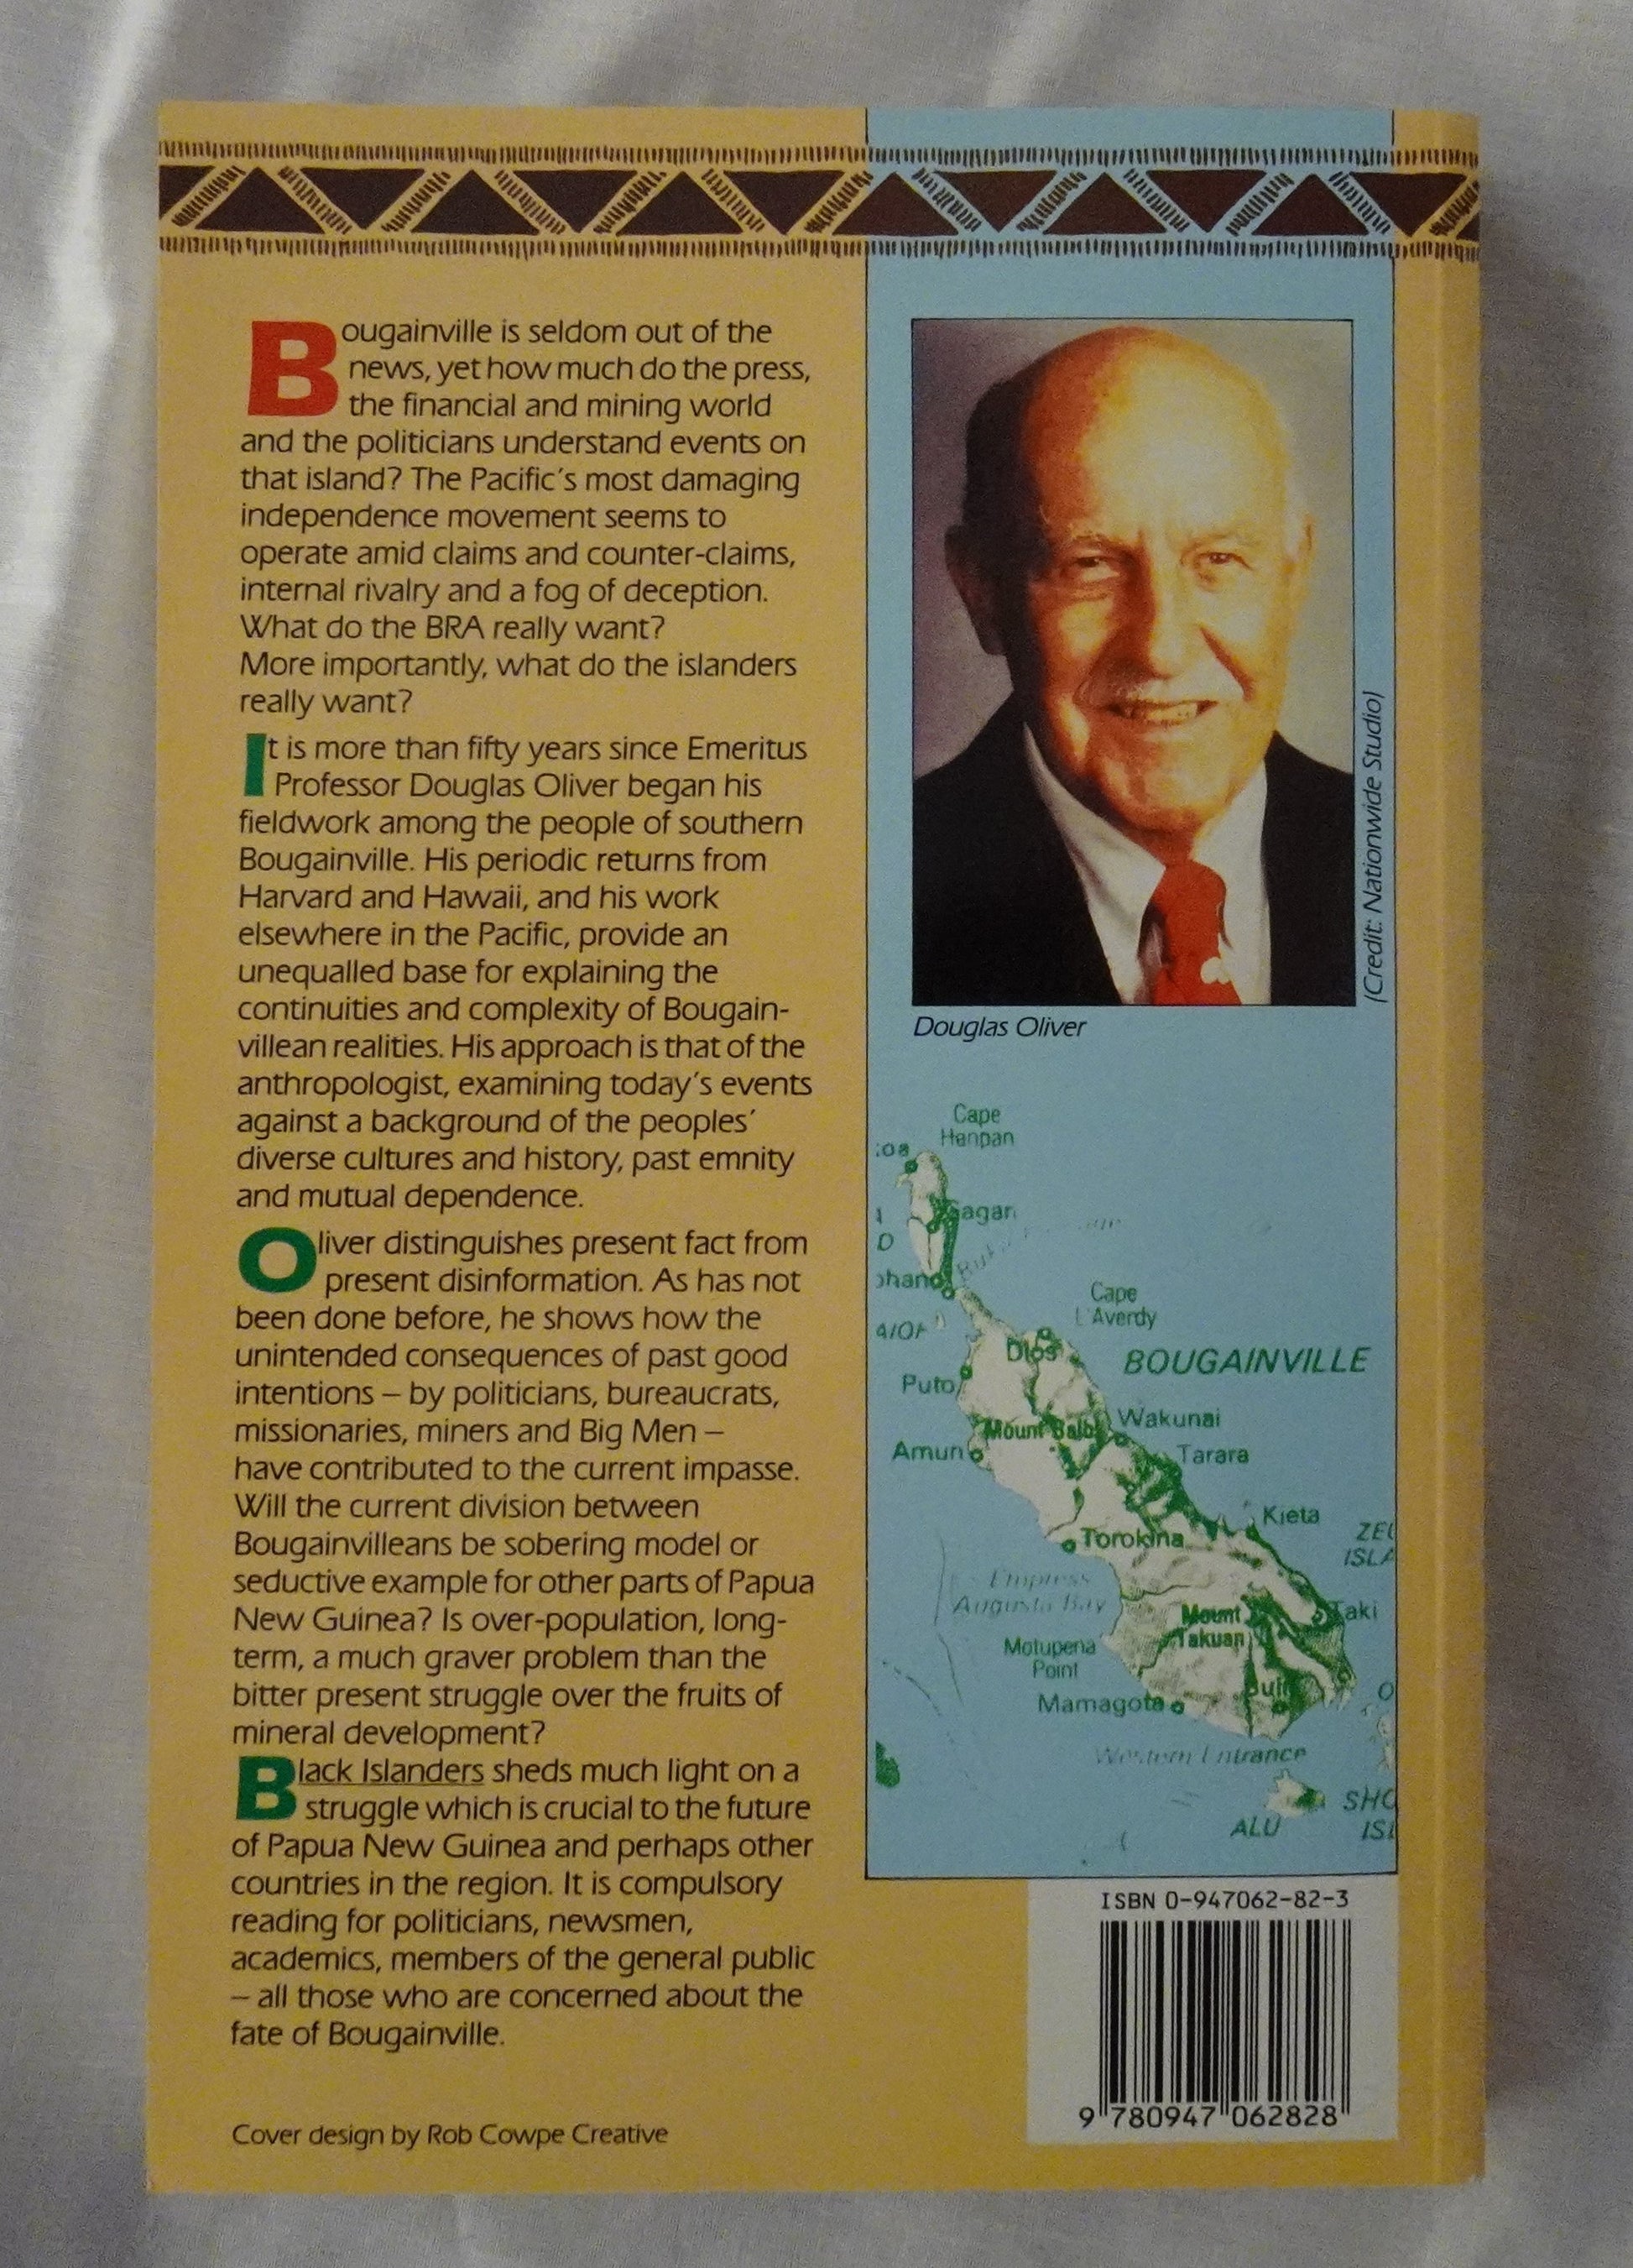 Bougainville is seldom out of the
news, yet how much do the press,
the financial and mining world
and the politicians understand events on
that island? The Pacific's most damaging
independence movement seems to
operate amid claims and counter-claims,
internal rivalry and a fog of deception.
What do the BRA really want?
More importantly, what do the islanders
really want?
It is more than fifty years since Emeritus
Professor Douglas Oliver began his
fieldwork among the people of southern
Bougainville. His periodic returns from
Harvard and Hawaii, and his work
elsewhere in the Pacific, provide an
unequalled base for explaining the
continuities and complexity of Bougain-
villean realities. His approach is that of the
anthropologist, examining today's events
against a background of the peoples'
diverse cultures and history, past emnity
and mutual dependence.
Oliver distinguishes present fact from
present disinformation. As has not
been done before, he shows how the
unintended consequences of past good
intentions – by politicians, bureaucrats,
missionaries, miners and Big Men –
have contributed to the current impasse.
Will the current division between
Bougainvilleans be sobering model or
seductive example for other parts of Papua
New Guinea? Is over-population, long-
term, a much graver problem than the
bitter present struggle over the fruits of
mineral development?
Black Islanders sheds much light on a
struggle which is crucial to the future
of Papua New Guinea and perhaps other
countries in the region. It is compulsory
reading for politicians, newsmen,
academics, members of the general public
– all those who are concerned about the
fate of Bougainville.
Cover design by Rob Cowpe Creative
(Credit: Nationwide Studio)
Douglas Oliver
Cape
Hanpan
Cape
L'Averdy
BOUGAINVILLE
Puto
Wakunai
Mount Balbi
Amun
Tarara
Kieta
Torokina
Empress
Augusta Bay
Mount
Takuan
Taki
Motupena
Point
Mamagota
Western Entrance
ALU
ISBN 0-947062-82-3
9 780947 062828